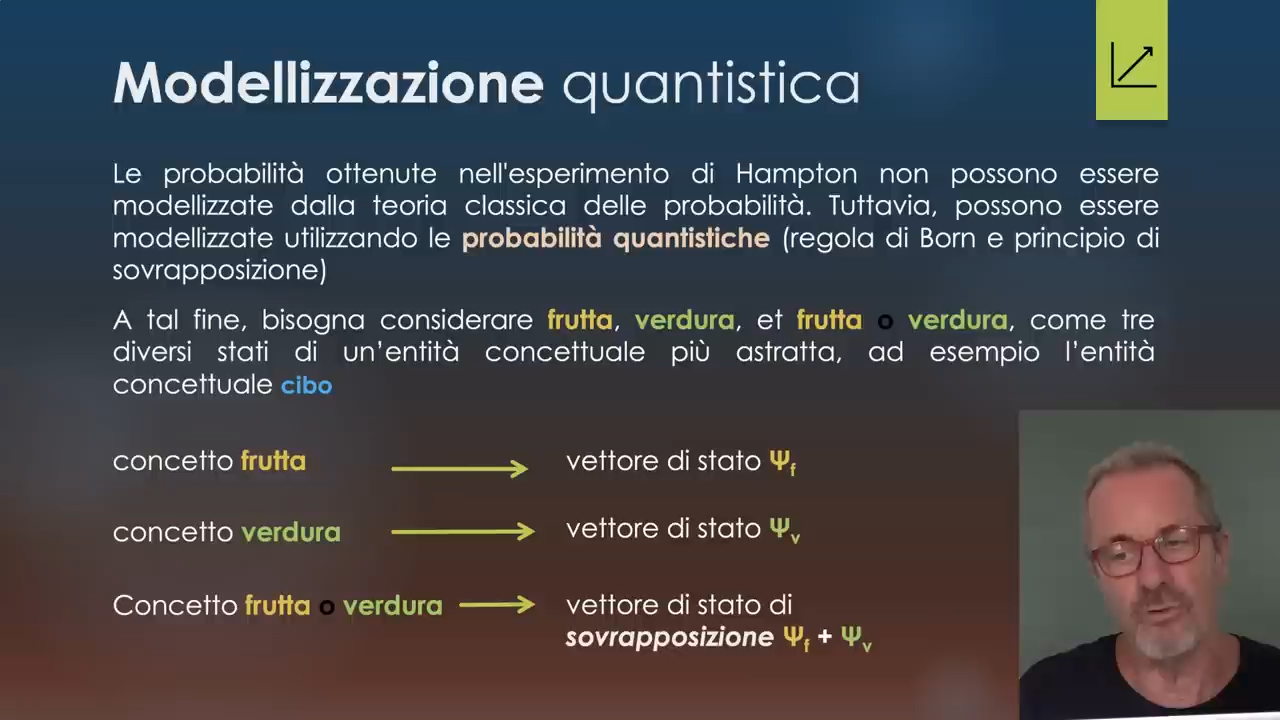 Modellizzazione quantistica
Le probabilità ottenute nell'esperimento di Hampton non possono essere
modellizzate dalla teoria classica delle probabilità. Tuttavia, possono essere
modellizzate utilizzando le probabilità quantistiche (regola di Born e principio di
sovrapposizione)
A tal fine, bisogna considerare frutta, verdura, et frutta o verdura, come tre
diversi stati di un’entità concettuale più astratta, ad esempio l’entità
concettuale cibo
concetto frutta vettore di stato Ψf
concetto verdura vettore di stato Ψv
Concetto frutta o verdura vettore di stato di
sovrapposizione Ψf + Ψv